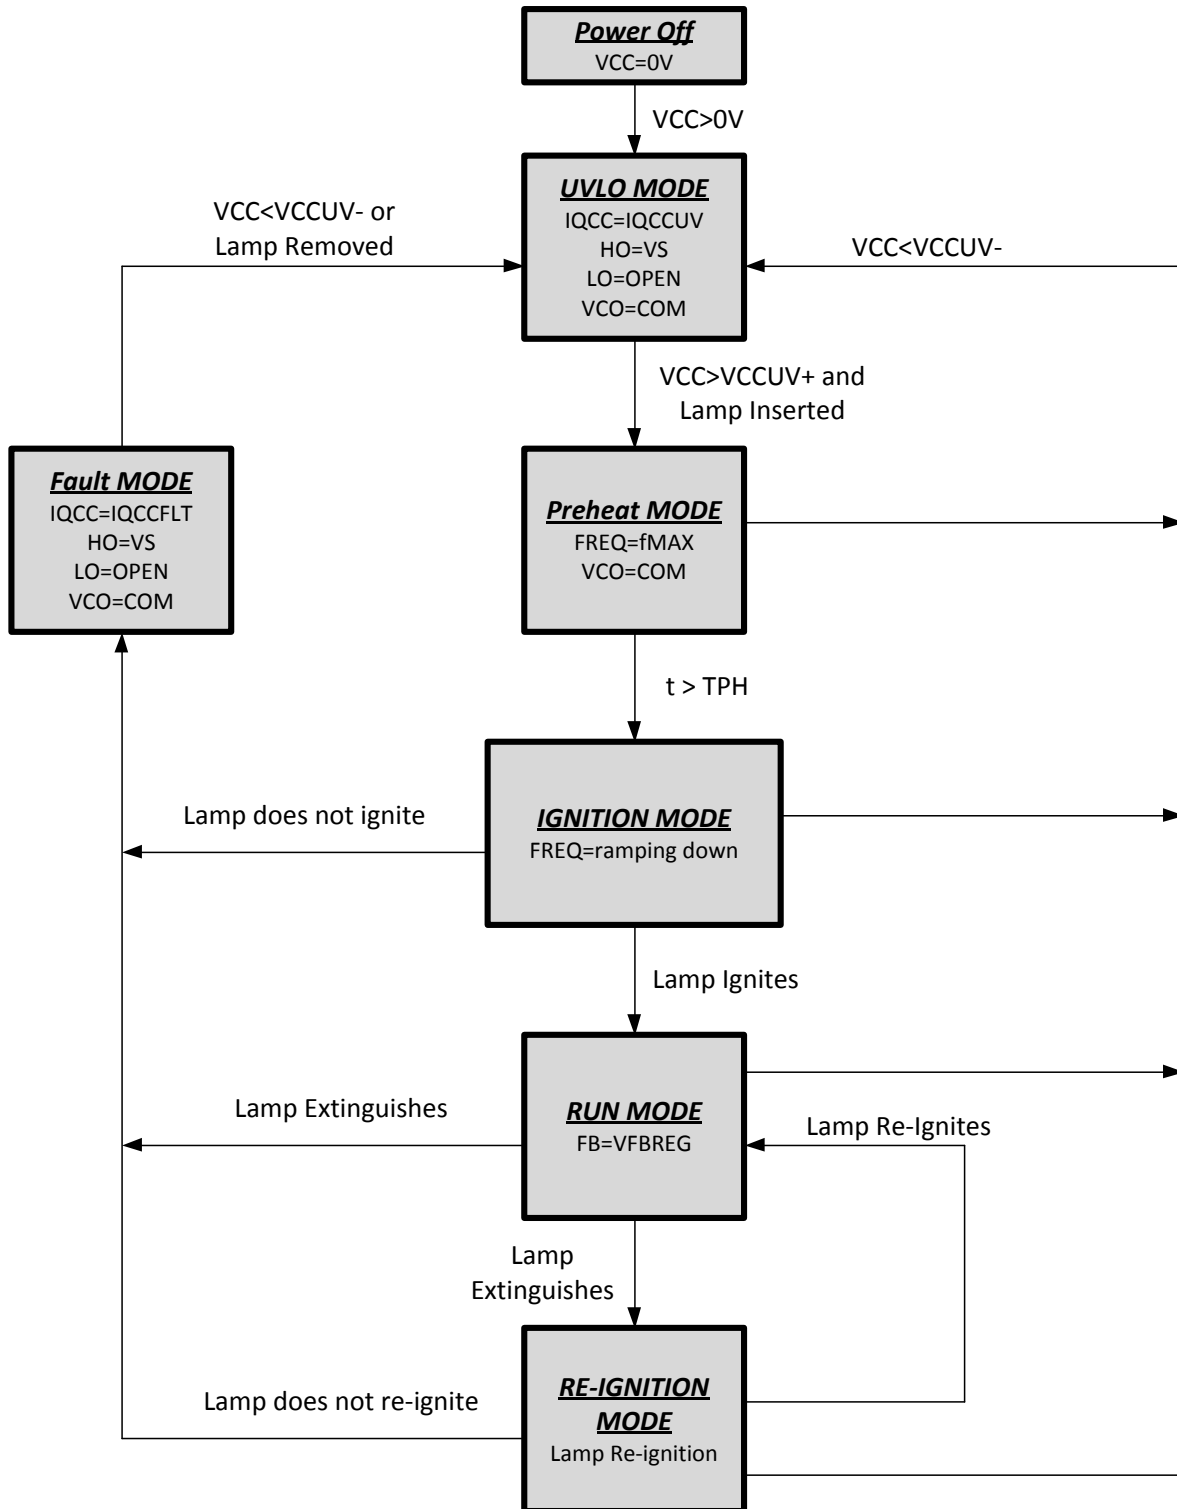 Power Off
VCC=0V
VCC>0V
UVLO MODE
IQCC=IQCCUV
HO=VS
LO=OPEN
VCO=COM
VCC<VCCUV- or
Lamp Removed
VCC<VCCUV-
VCC>VCCUV+ and
Lamp Inserted
Fault MODE
IQCC=IQCCFLT
HO=VS
LO=OPEN
VCO=COM
Preheat MODE
FREQ=fMAX
VCO=COM
t > TPH
Lamp does not ignite
IGNITION MODE
FREQ=ramping down
Lamp Ignites
Lamp Extinguishes
RUN MODE
FB=VFBREG
Lamp Re-Ignites
Lamp
Extinguishes
Lamp does not re-ignite
RE-IGNITION
MODE
Lamp Re-ignition